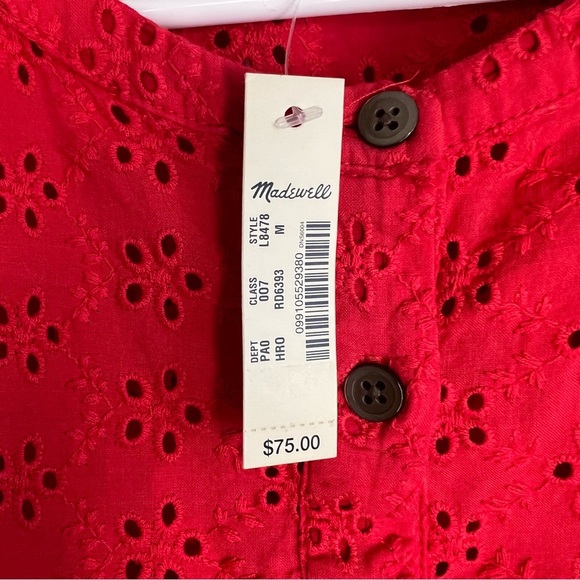 Madewell
DEPT CLASS STYLE
PAO 007 L8478
HRO RD6393 M
099105529380
$75.00